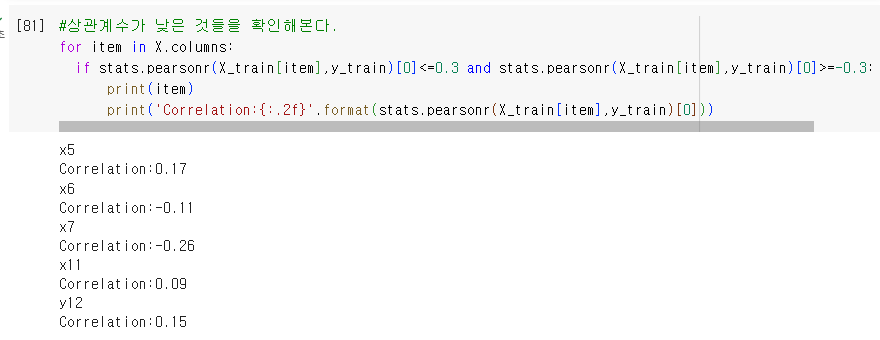 [81] #상관계수가 낮은 것들을 확인해본다.
for item in X.columns:
  if stats.pearsonr(X_train[item],y_train)[0]<=0.3 and stats.pearsonr(X_train[item],y_train)[0]>=-0.3:
    print(item)
    print('Correlation:{:.2f}'.format(stats.pearsonr(X_train[item],y_train)[0]))
x5
Correlation:0.17
x6
Correlation:-0.11
x7
Correlation:-0.26
x11
Correlation:0.09
y12
Correlation:0.15